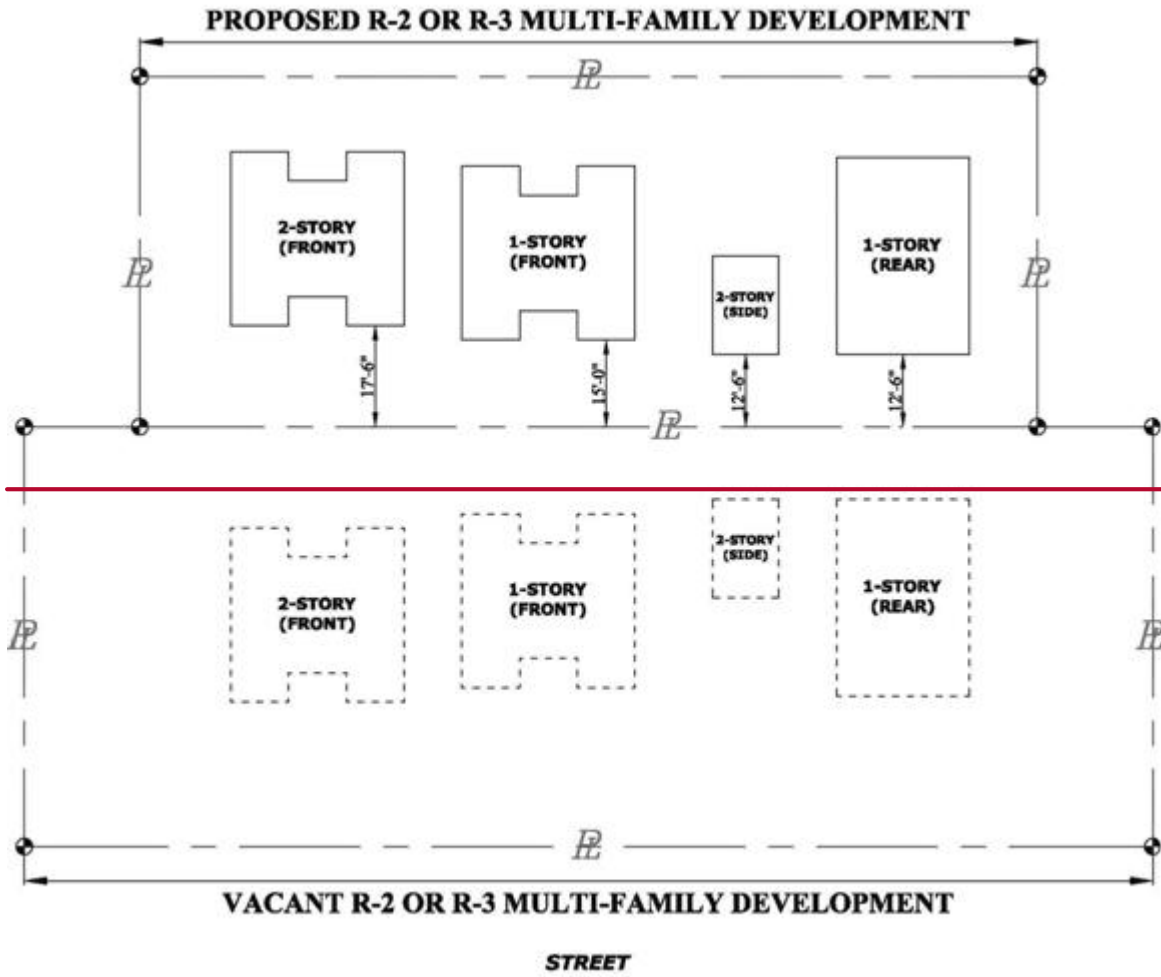 PROPOSED R-2 OR R-3 MULTI-FAMILY DEVELOPMENT
PL
2-STORY
(FRONT)
1-STORY
(FRONT)
2-STORY
(SIDE)
1-STORY
(REAR)
PL
PL
17'-6"
15'-0"
12'-6"
12'-6"
PL
2-STORY
(FRONT)
1-STORY
(FRONT)
2-STORY
(SIDE)
1-STORY
(REAR)
PL
PL
PL
VACANT R-2 OR R-3 MULTI-FAMILY DEVELOPMENT
STREET